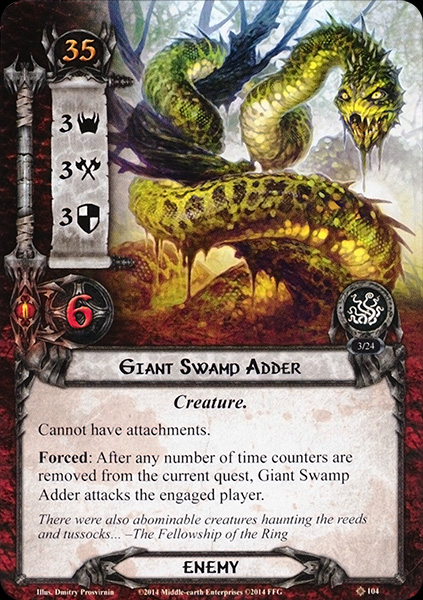 35
3
3
3
6
3/24
Giant Swamp Adder
Creature.
Cannot have attachments.
Forced: After any number of time counters are
removed from the current quest, Giant Swamp
Adder attacks the engaged player.
There were also abominable creatures haunting the reeds
and tussocks... –The Fellowship of the Ring
ENEMY
Illus. Dmitry Prosvirnin ©2014 Middle-earth Enterprises ©2014 FFG 104